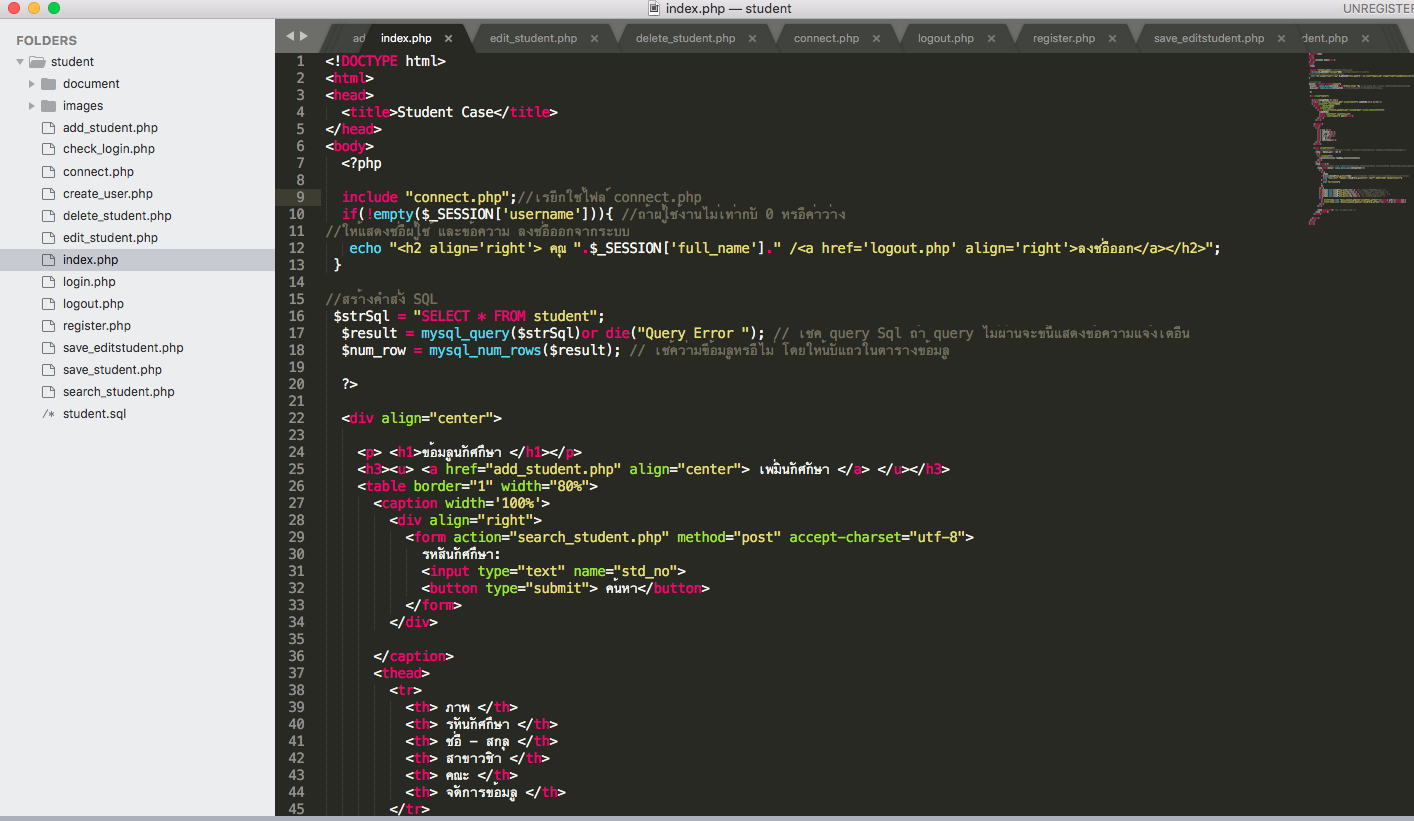 index.php — student
UNREGISTER
FOLDERS
student
document
images
add_student.php
check_login.php
connect.php
create_user.php
delete_student.php
edit_student.php
index.php
login.php
logout.php
register.php
save_editstudent.php
save_student.php
search_student.php
/* student.sql
ad index.php × edit_student.php × delete_student.php × connect.php × logout.php × register.php × save_editstudent.php × dent.php ×
1 <!DOCTYPE html>
2 <html>
3 <head>
4 <title>Student Case</title>
5 </head>
6 <body>
7 <?php
8
9 include "connect.php";//เรียกใช้ไฟล์ connect.php
10 if(!empty($_SESSION['username'])){ //ถ้าผู้ใช้งานไม่เท่ากับ 0 หรือค่าว่าง
11 //ให้แสดงชื่อผู้ใช้ และข้อความ ลงชื่อออกจากระบบ
12 echo "<h2 align='right'> คุณ ".$_SESSION['full_name']." /<a href='logout.php' align='right'>ลงชื่อออก</a></h2>";
13 }
14
15 //สร้างคำสั่ง SQL
16 $strSql = "SELECT * FROM student";
17 $result = mysql_query($strSql)or die("Query Error "); // เช็ค query Sql ถ้า query ไม่ผ่านจะขึ้นแสดงข้อความแจ้งเตือน
18 $num_row = mysql_num_rows($result); // เช้คว่ามีข้อมูลหรือไม่ โดยให้นับแถวในตารางข้อมูล
19
20 ?>
21
22 <div align="center">
23
24 <p> <h1>ข้อมูลนักศึกษา </h1></p>
25 <h3><u> <a href="add_student.php" align="center"> เพิ่มนักศึกษา </a> </u></h3>
26 <table border="1" width="80%">
27 <caption width='100%'>
28 <div align="right">
29 <form action="search_student.php" method="post" accept-charset="utf-8">
30 รหัสนักศึกษา:
31 <input type="text" name="std_no">
32 <button type="submit"> ค้นหา</button>
33 </form>
34 </div>
35
36 </caption>
37 <thead>
38 <tr>
39 <th> ภาพ </th>
40 <th> รหันักศึกษา </th>
41 <th> ชื่อ - สกุล </th>
42 <th> สาขาวชิา </th>
43 <th> คณะ </th>
44 <th> จัดการข้อมูล </th>
45 </tr>